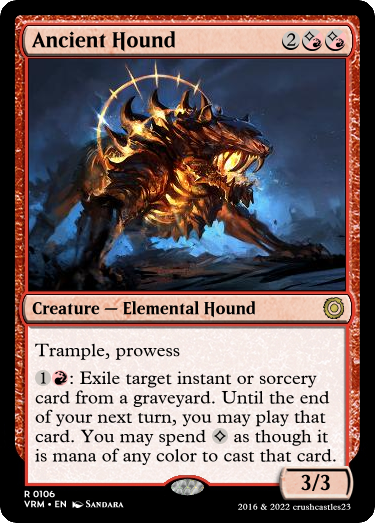 Ancient Hound 2
Creature — Elemental Hound
Trample, prowess
1: Exile target instant or sorcery
card from a graveyard. Until the end
of your next turn, you may play that
card. You may spend as though it
is mana of any color to cast that card.
3/3
R 0106
VRM • EN Sandara
2016 & 2022 crushcastles23